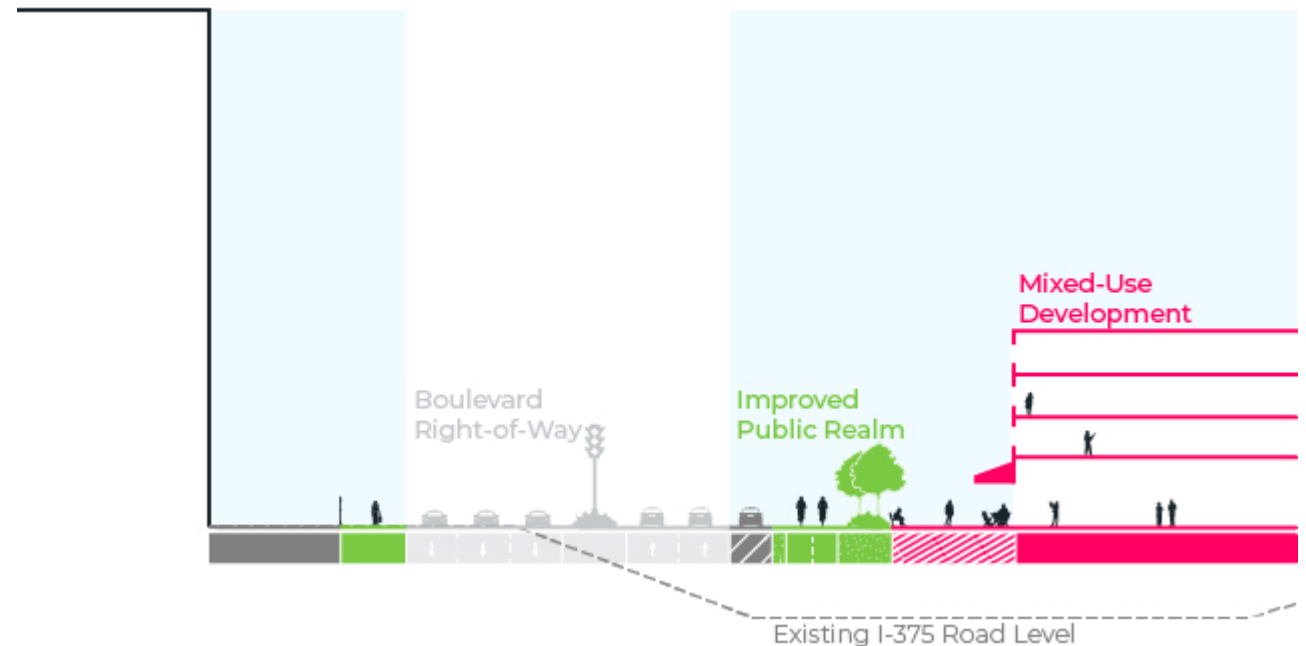 Mixed-Use
Development
Boulevard
Right-of-Way
Improved
Public Realm
Existing I-375 Road Level